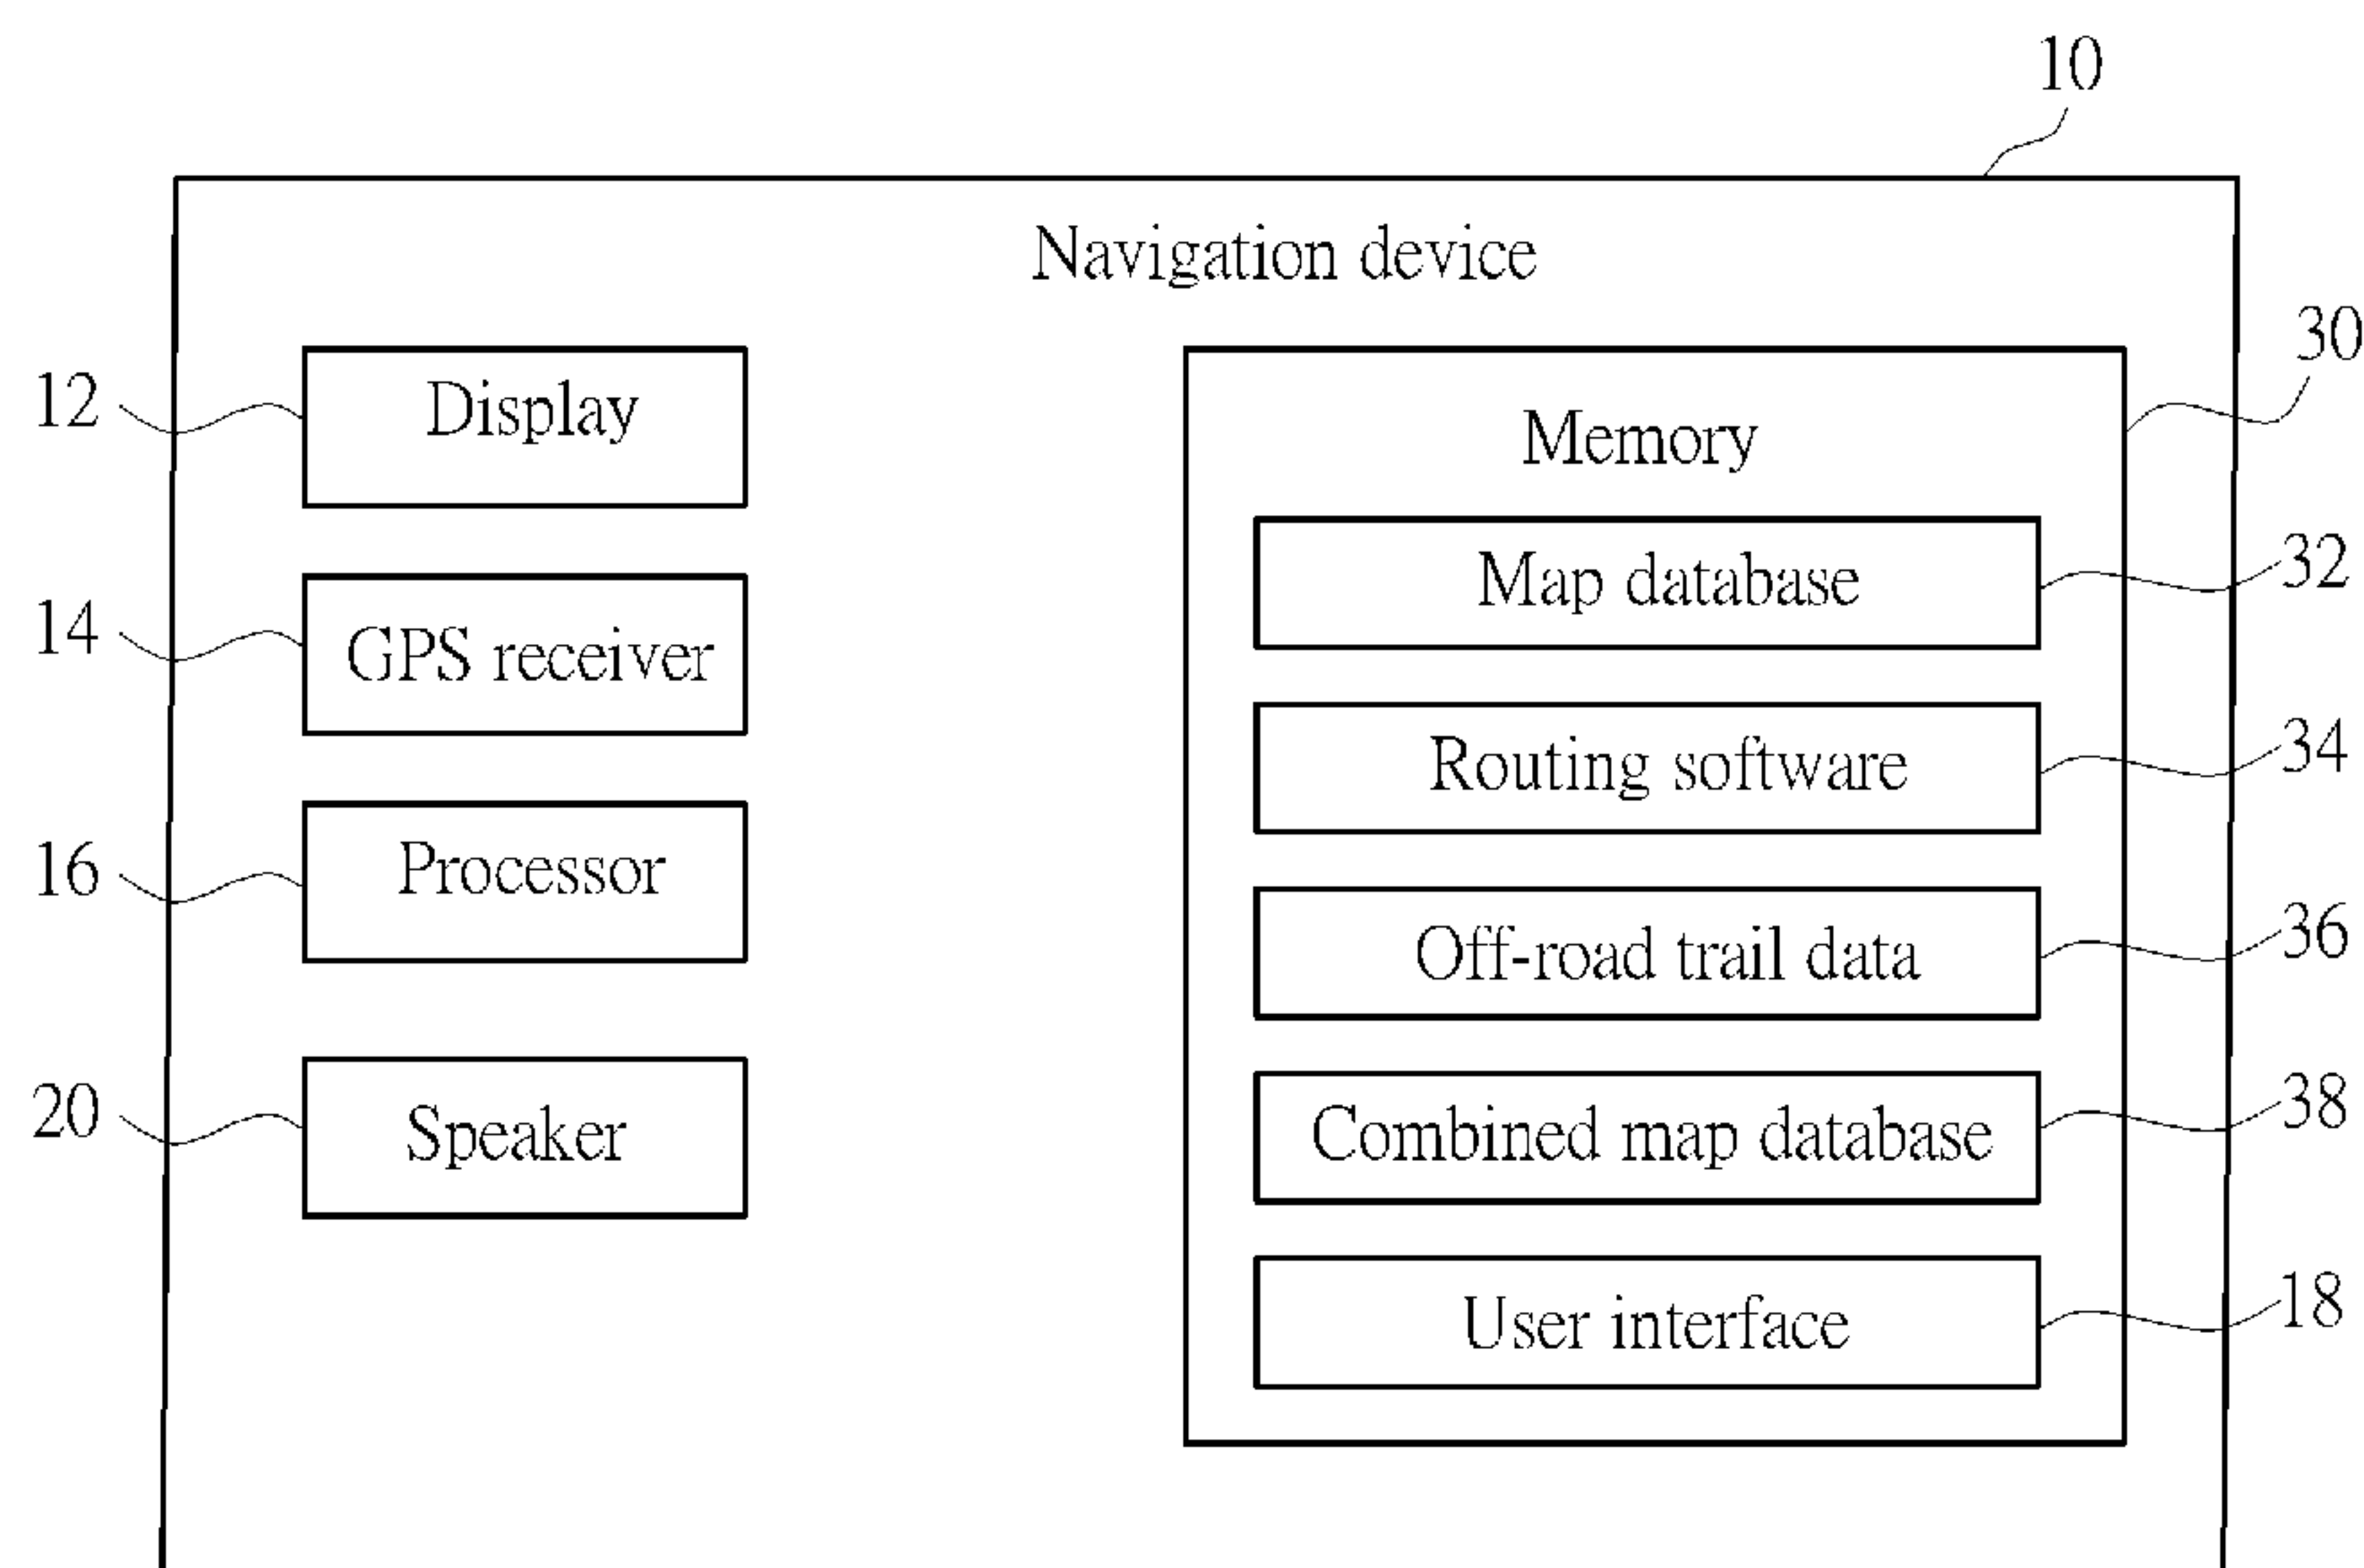 10
Navigation device
30
12
Display
Memory
14
GPS receiver
Map database
32
16
Processor
Routing software
34
20
Speaker
Off-road trail data
36
Combined map database
38
User interface
18